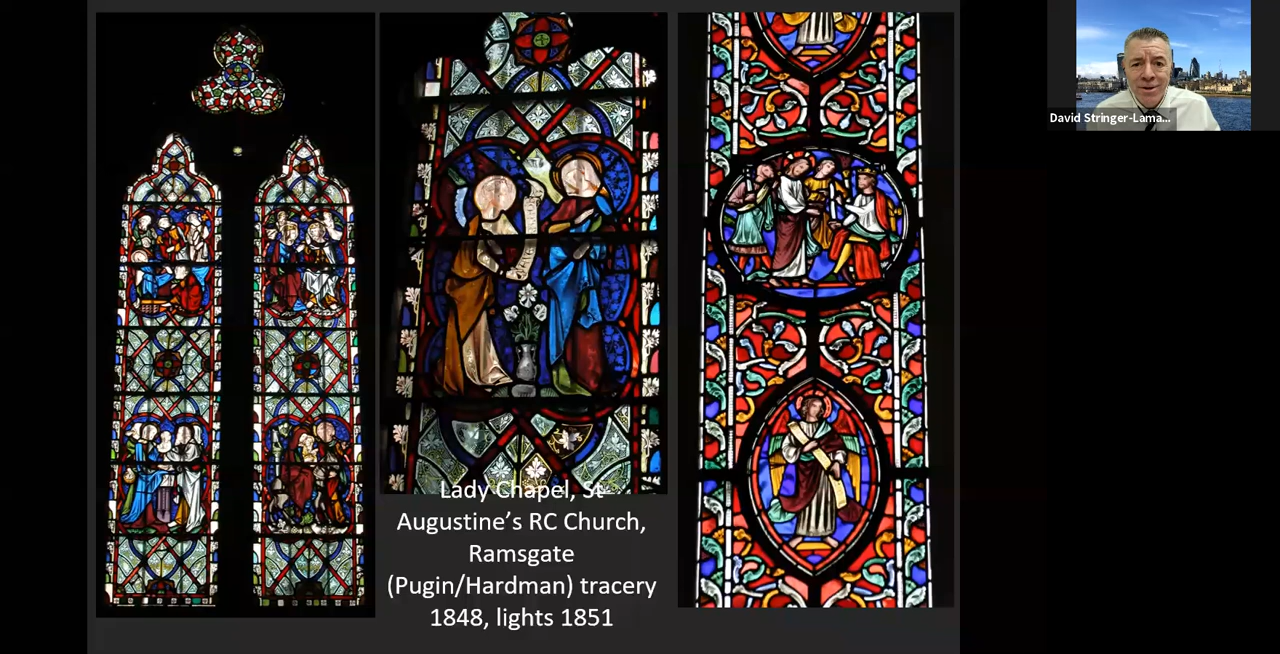 David Stringer-Lama...
Lady Chapel, St
Augustine’s RC Church,
Ramsgate
(Pugin/Hardman) tracery
1848, lights 1851